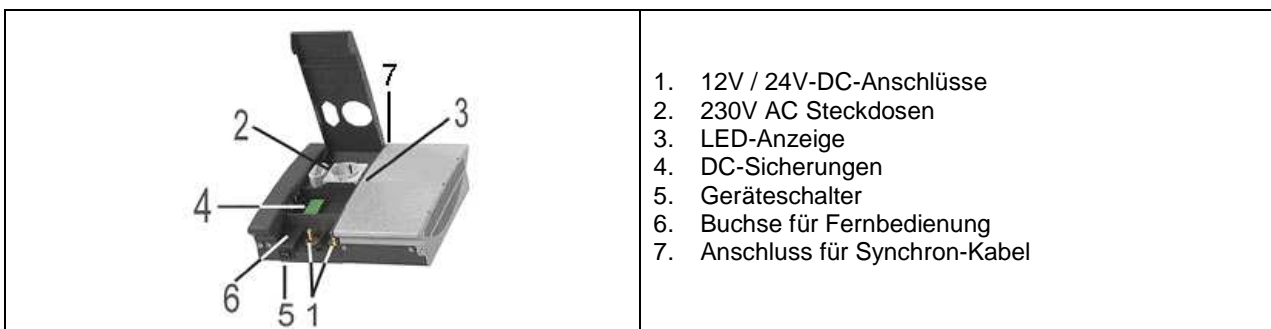 7
2
3
4
6
5
1
1. 12V / 24V-DC-Anschlüsse
2. 230V AC Steckdosen
3. LED-Anzeige
4. DC-Sicherungen
5. Geräteschalter
6. Buchse für Fernbedienung
7. Anschluss für Synchron-Kabel